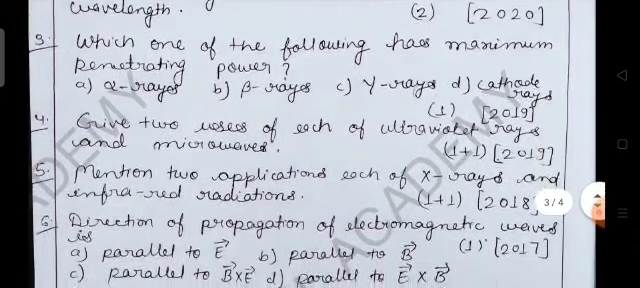 wavelength. (2) [2020]
3. Which one of the following has maximum
penetrating power?
a) α-rays b) β-rays c) γ-rays d) cathode
rays
(1) [2019]
4. Give two uses of each of ultraviolet rays
and microwaves. (1+1) [2019]
5. Mention two applications each of X-rays and
infra-red radiations. (1+1) [2018]
3/4
6. Direction of propagation of electromagnetic waves
is (1) [2017]
a) parallel to E⃗ b) parallel to B⃗
c) parallel to B⃗×E⃗ d) parallel to E⃗ × B⃗
ACADEMY
ACADEMY